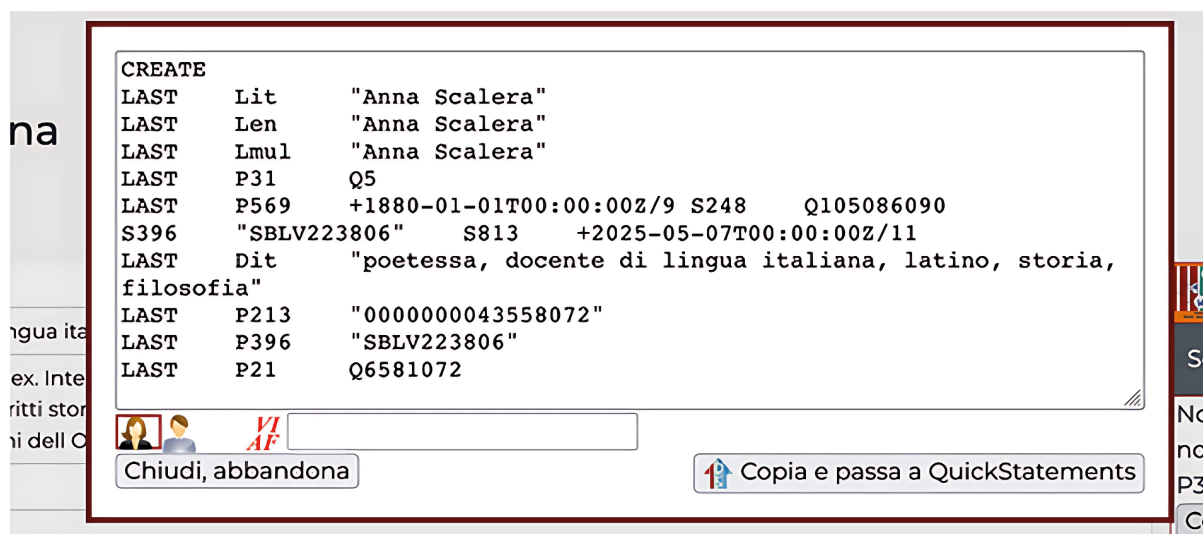 CREATE
LAST Lit "Anna Scalera"
LAST Len "Anna Scalera"
LAST Lmul "Anna Scalera"
LAST P31 Q5
LAST P569 +1880-01-01T00:00:00Z/9 S248 Q105086090
S396 "SBLV223806" S813 +2025-05-07T00:00:00Z/11
LAST Dit "poetessa, docente di lingua italiana, latino, storia,
filosofia"
LAST P213 "0000000043558072"
LAST P396 "SBLV223806"
LAST P21 Q6581072
VIAF
Chiudi, abbandona
Copia e passa a QuickStatements
na
ngua ita
ex. Inte
ritti stor
ni dell O
S
No
no
P3
C